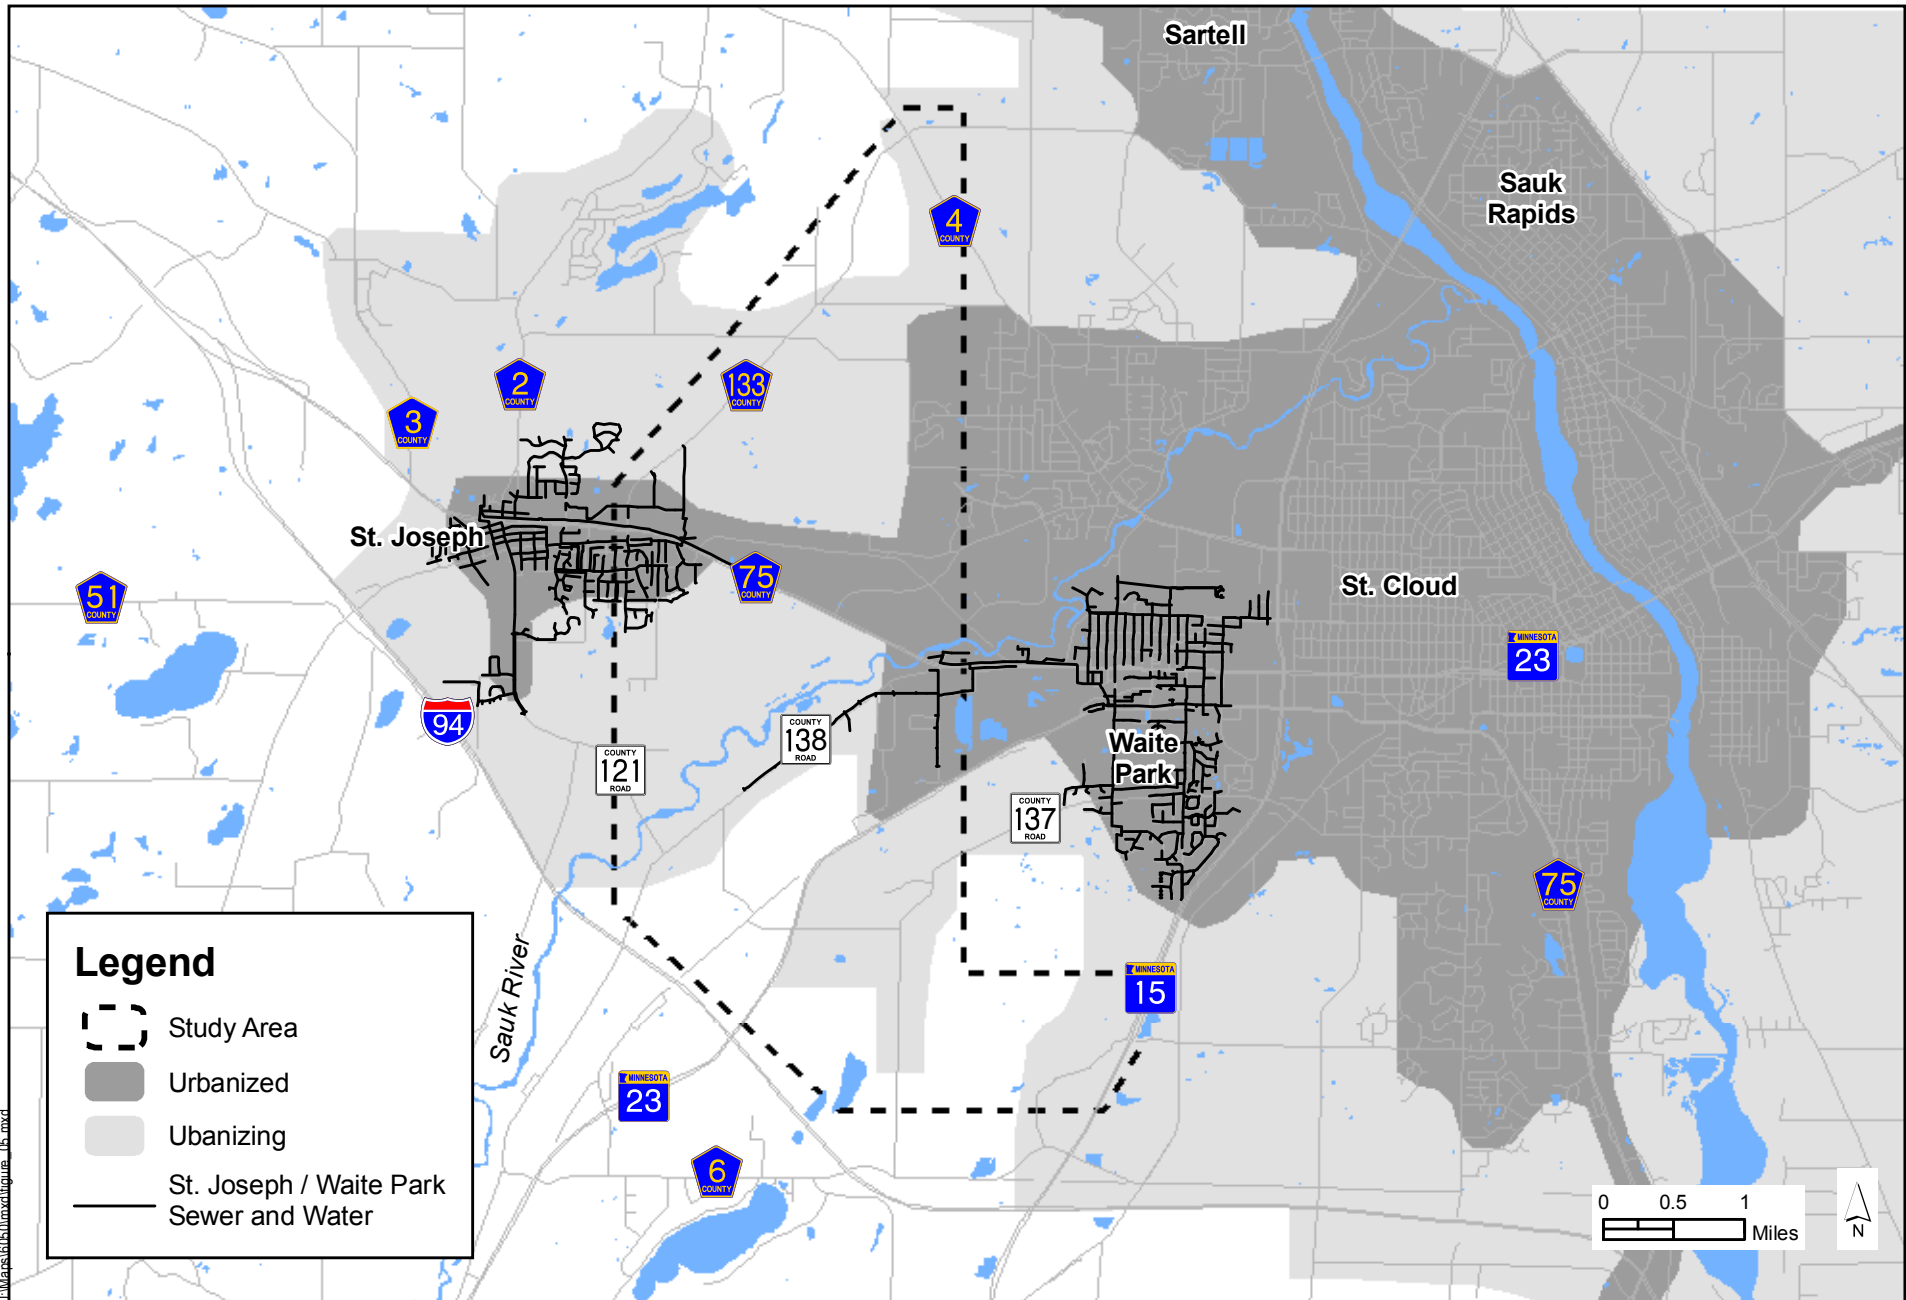 Sartell
Sauk
Rapids
4
COUNTY
2
COUNTY
133
COUNTY
3
COUNTY
St. Joseph
75
COUNTY
51
COUNTY
St. Cloud
MINNESOTA
23
94
COUNTY
121
ROAD
COUNTY
138
ROAD
Waite
Park
COUNTY
137
ROAD
75
COUNTY
MINNESOTA
15
Sauk River
MINNESOTA
23
6
COUNTY
Legend
Study Area
Urbanized
Ubanizing
St. Joseph / Waite Park
Sewer and Water
0 0.5 1
Miles
N